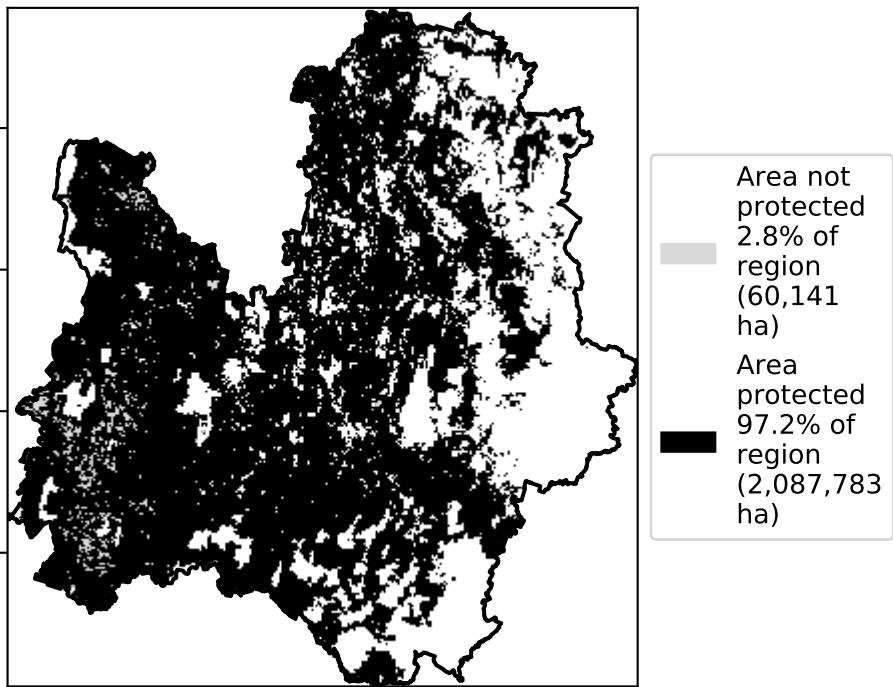 Area not
protected
2.8% of
region
(60,141
ha)
Area
protected
97.2% of
region
(2,087,783
ha)